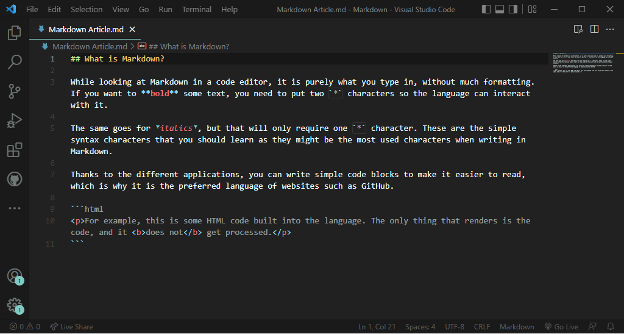 File Edit Selection View Go Run Terminal Help Markdown Article.md - Markdown - Visual Studio Code
Markdown Article.md
Markdown Article.md > ## What is Markdown?
1 ## What is Markdown?
2
3 While looking at Markdown in a code editor, it is purely what you type in, without much formatting.
If you want to **bold** some text, you need to put two `*` characters so the language can interact
with it.
4
5 The same goes for *italics*, but that will only require one `*` character. These are the simple
syntax characters that you should learn as they might be the most used characters when writing in
Markdown.
6
7 Thanks to the different applications, you can write simple code blocks to make it easier to read,
which is why it is the preferred language of websites such as GitHub.
8
9 ```html
10 <p>For example, this is some HTML code built into the language. The only thing that renders is the
code, and it <b>does not</b> get processed.</p>
11 ```
1
1
0 0 Live Share Ln 1, Col 21 Spaces: 4 UTF-8 CRLF Markdown Go Live